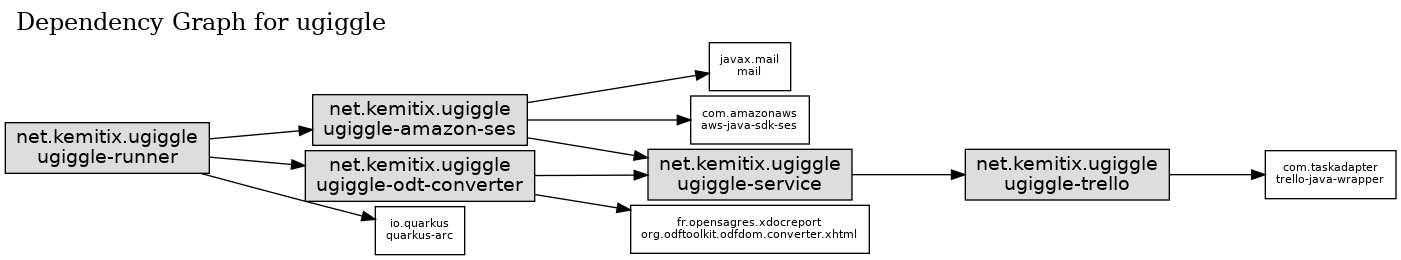 Dependency Graph for ugiggle
javax.mail
mail
net.kemitix.ugiggle
ugiggle-amazon-ses
com.amazonaws
aws-java-sdk-ses
net.kemitix.ugiggle
ugiggle-runner
net.kemitix.ugiggle
ugiggle-odt-converter
net.kemitix.ugiggle
ugiggle-service
net.kemitix.ugiggle
ugiggle-trello
com.taskadapter
trello-java-wrapper
io.quarkus
quarkus-arc
fr.opensagres.xdocreport
org.odftoolkit.odfdom.converter.xhtml